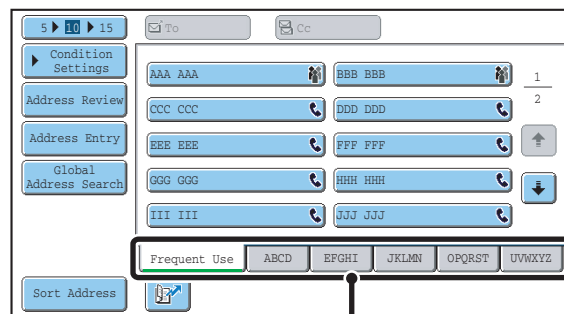 5 10 15
To
Cc
Condition
Settings
AAA AAA
BBB BBB
1
Address Review
CCC CCC
DDD DDD
2
Address Entry
EEE EEE
FFF FFF
Global
Address Search
GGG GGG
HHH HHH
III III
JJJ JJJ
Frequent Use
ABCD
EFGHI
JKLMN
OPQRST
UVWXYZ
Sort Address